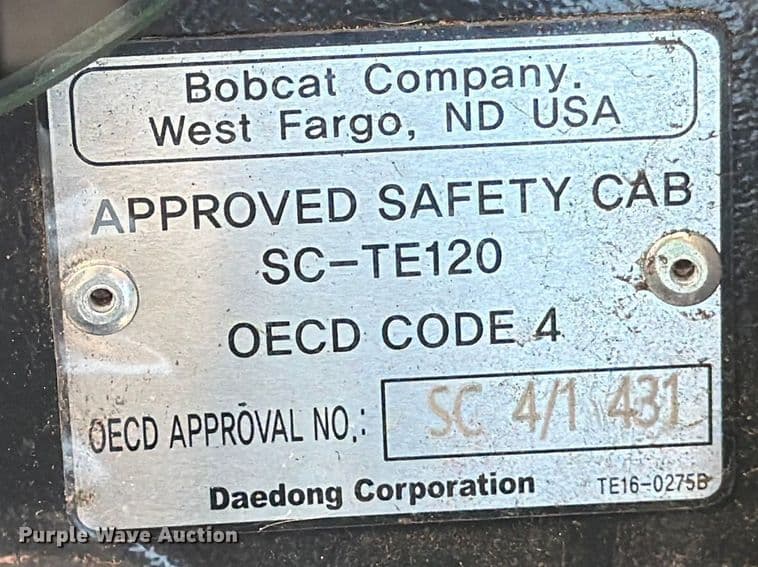 Bobcat Company.
West Fargo, ND USA
APPROVED SAFETY CAB
SC-TE120
OECD CODE 4
OECD APPROVAL NO.: SC 4/1 431
Daedong Corporation TE16-0275B
Purple Wave Auction